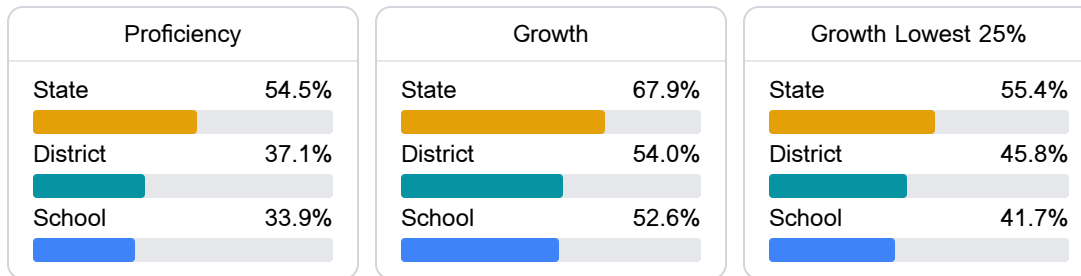 Proficiency
State 54.5%
District 37.1%
School 33.9%
Growth
State 67.9%
District 54.0%
School 52.6%
Growth Lowest 25%
State 55.4%
District 45.8%
School 41.7%